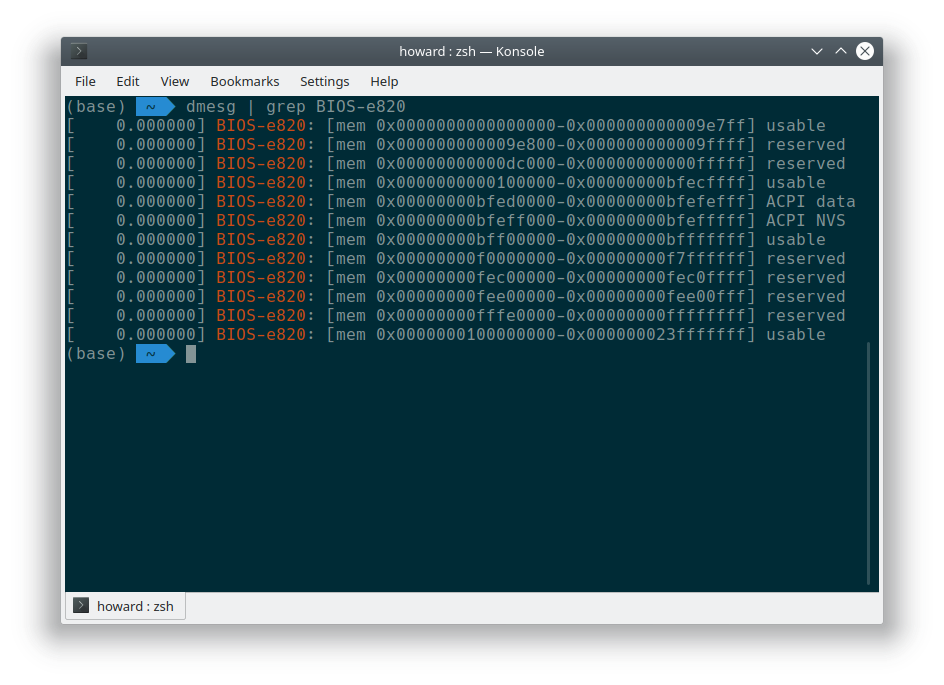 howard : zsh — Konsole
File Edit View Bookmarks Settings Help
(base) ~ dmesg | grep BIOS-e820
[    0.000000] BIOS-e820: [mem 0x0000000000000000-0x000000000009e7ff] usable
[    0.000000] BIOS-e820: [mem 0x000000000009e800-0x000000000009ffff] reserved
[    0.000000] BIOS-e820: [mem 0x00000000000dc000-0x00000000000fffff] reserved
[    0.000000] BIOS-e820: [mem 0x0000000000100000-0x00000000bfecffff] usable
[    0.000000] BIOS-e820: [mem 0x00000000bfed0000-0x00000000bfefefff] ACPI data
[    0.000000] BIOS-e820: [mem 0x00000000bfeff000-0x00000000bfefffff] ACPI NVS
[    0.000000] BIOS-e820: [mem 0x00000000bff00000-0x00000000bfffffff] usable
[    0.000000] BIOS-e820: [mem 0x00000000f0000000-0x00000000f7ffffff] reserved
[    0.000000] BIOS-e820: [mem 0x00000000fec00000-0x00000000fec0ffff] reserved
[    0.000000] BIOS-e820: [mem 0x00000000fee00000-0x00000000fee00fff] reserved
[    0.000000] BIOS-e820: [mem 0x00000000fffe0000-0x00000000ffffffff] reserved
[    0.000000] BIOS-e820: [mem 0x0000000100000000-0x000000023fffffff] usable
(base) ~
howard : zsh